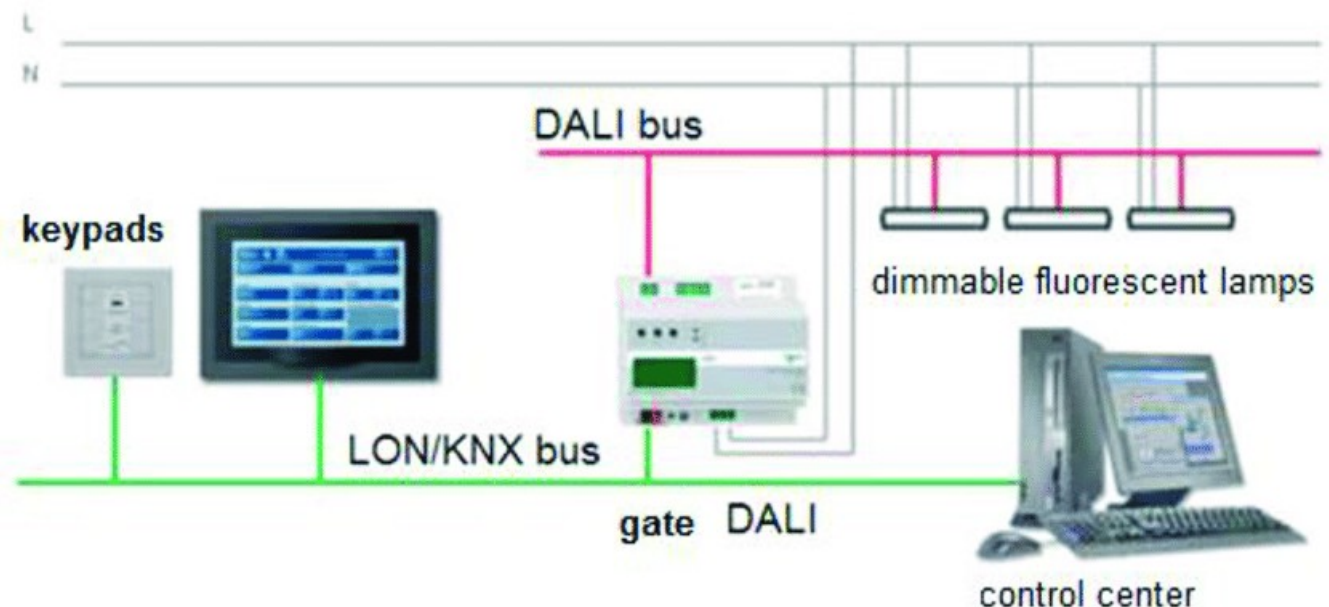 L
N
DALI bus
keypads
dimmable fluorescent lamps
LON/KNX bus
gate DALI
control center